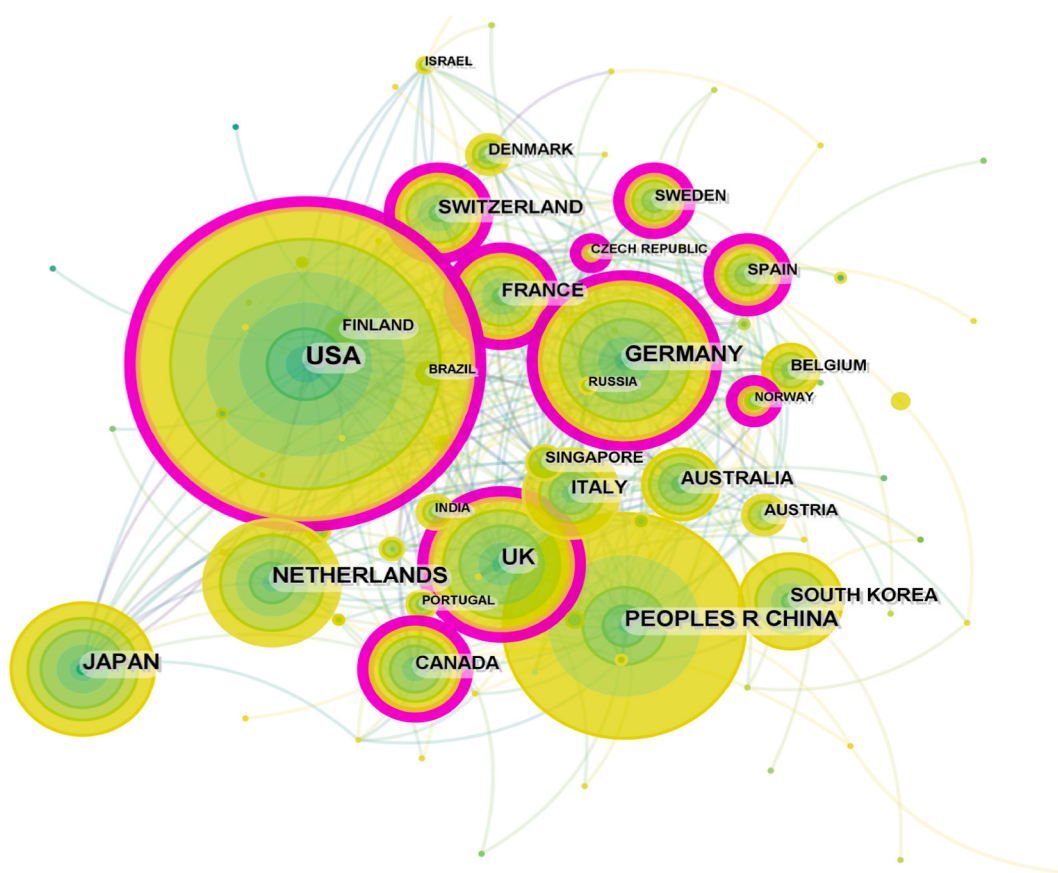 ISRAEL
DENMARK
SWEDEN
SWITZERLAND
CZECH REPUBLIC
SPAIN
FRANCE
FINLAND
USA
GERMANY
BRAZIL
BELGIUM
RUSSIA
NORWAY
SINGAPORE
ITALY
AUSTRALIA
INDIA
AUSTRIA
UK
NETHERLANDS
PORTUGAL
SOUTH KOREA
PEOPLES R CHINA
JAPAN
CANADA